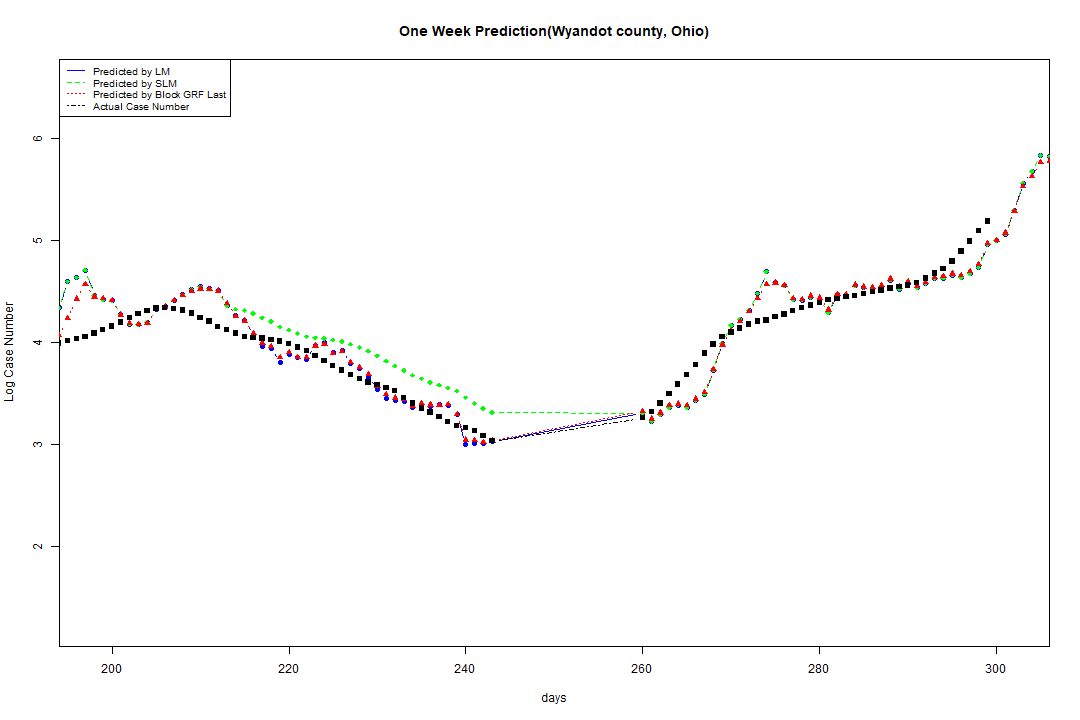 One Week Prediction(Wyandot county, Ohio)
Predicted by LM
Predicted by SLM
Predicted by Block GRF Last
Actual Case Number
6
5
4
3
2
Log Case Number
200 220 240 260 280 300
days